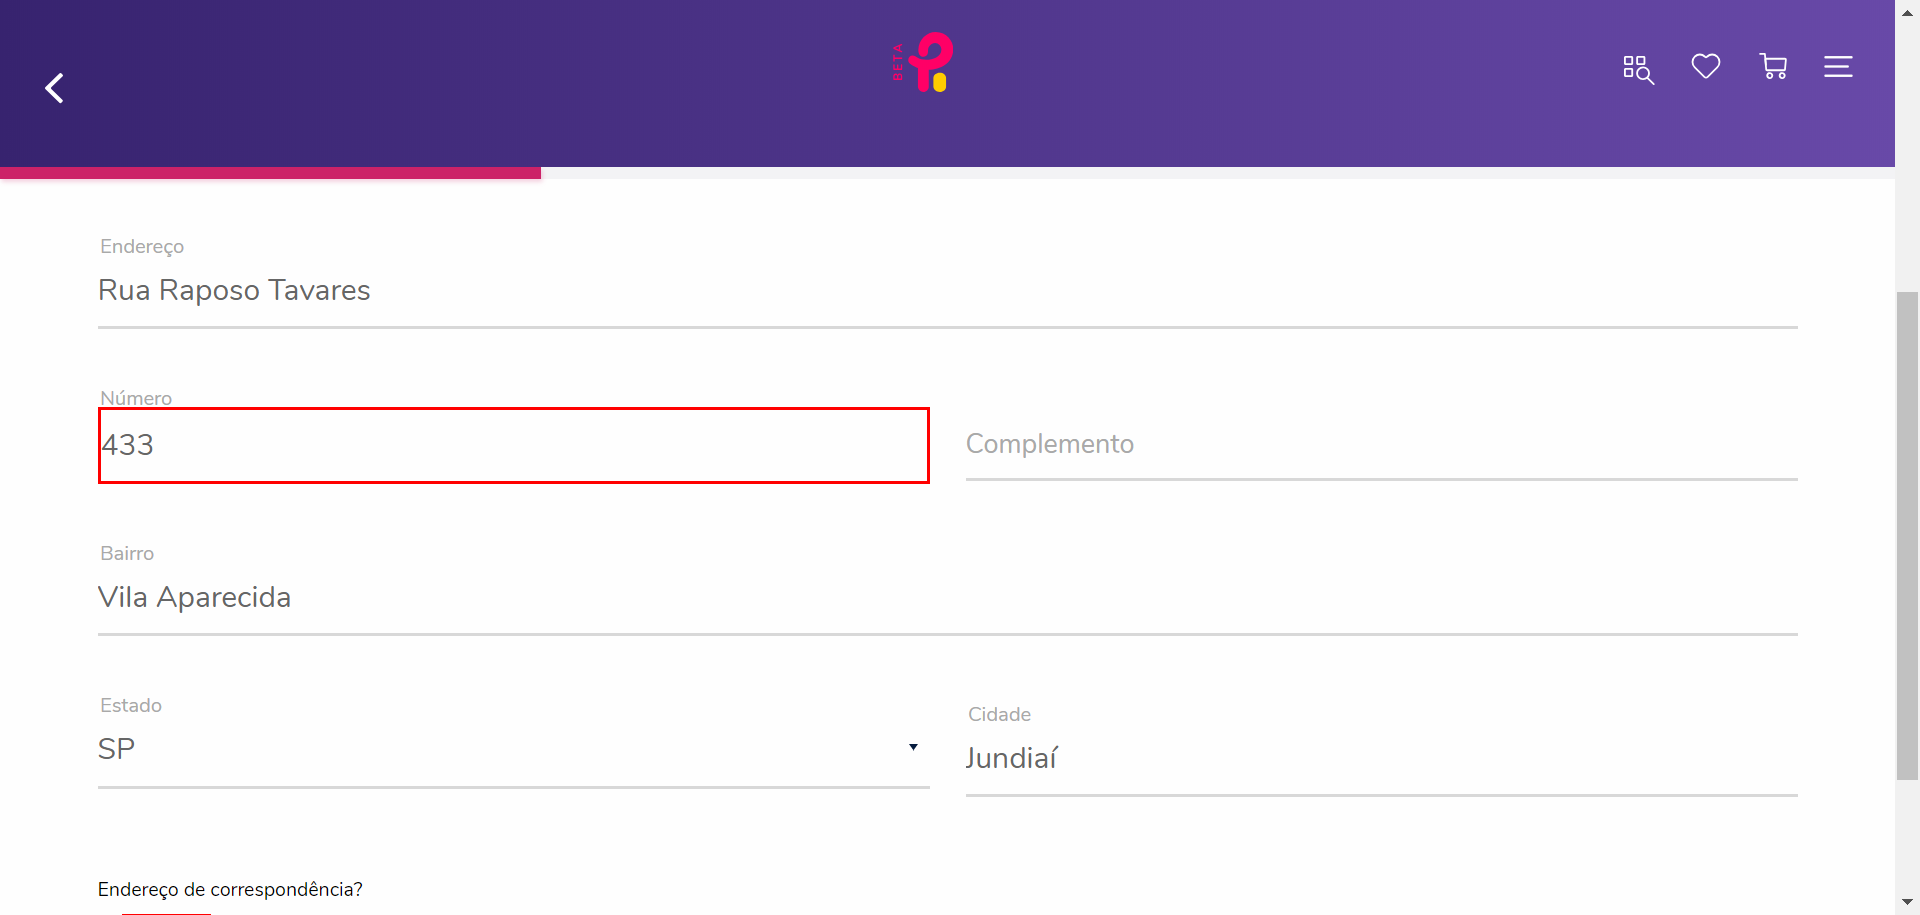 BETA
Endereço
Rua Raposo Tavares
Número
433
Complemento
Bairro
Vila Aparecida
Estado
SP
Cidade
Jundiaí
Endereço de correspondência?